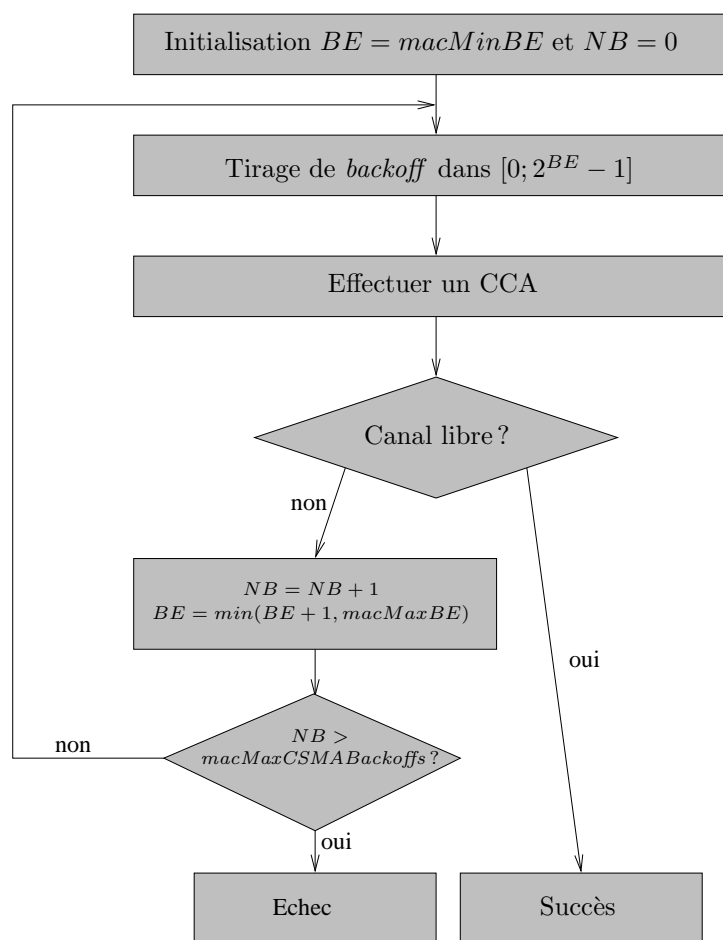 Initialisation BE = macMinBE et NB = 0
Tirage de backoff dans [0; 2^{BE} − 1]
Effectuer un CCA
Canal libre ?
non
NB = NB + 1
BE = min(BE + 1, macMaxBE)
oui
NB >
macMaxCSMABackoffs ?
non
oui
Echec
Succès